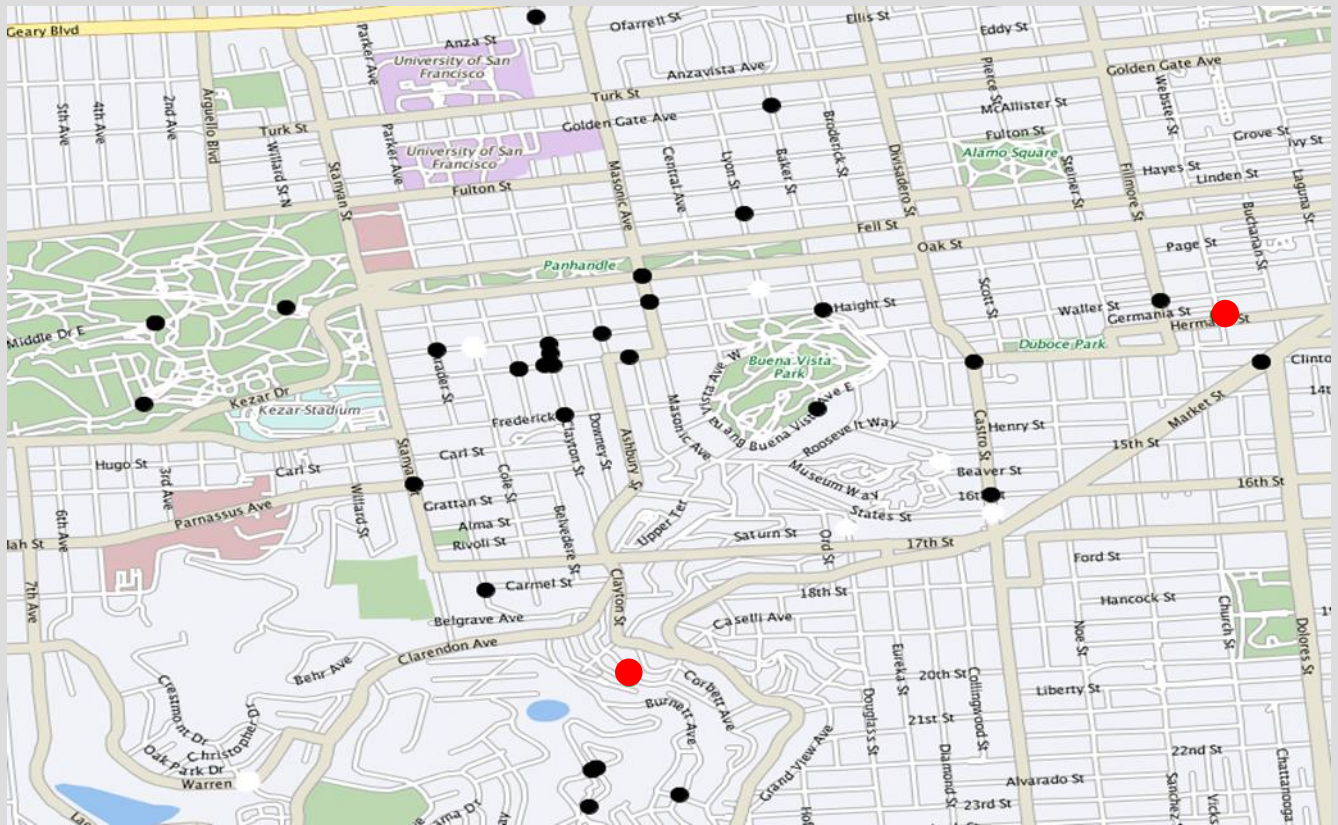 Geary Blvd
Ofarrell St
Ellis St
Eddy St
Parker Ave
Anza St
University of San
Francisco
Anzavista Ave
Golden Gate Ave
Turk St
Pierce St
Webster St
McAllister St
5th Ave
4th Ave
2nd Ave
Arguello Blvd
Turk St
Golden Gate Ave
Broderick St
Fulton St
Grove St
Ivy St
Parker Ave
University of San
Francisco
Willard St N
Stanyan St
Masonic Ave
Central Ave
Lyon St
Baker St
Divisadero St
Alamo Square
Steiner St
Fillmore St
Hayes St
Linden St
Laguna St
Fulton St
Fell St
Oak St
Page St
Buchanan St
Panhandle
Scott St
Haight St
Waller St
Germania St
Middle Dr E
Duboce Park
Clinto
Buena Vista
Park
Kezar Dr
Kezar Stadium
Frederick
Clayton St
Downey St
Ashbury St
Masonic Ave
Buena Vista Ave E
Roosevelt Way
Castro St
Henry St
Market St
15th St
14t
Hugo St
3rd Ave
Carl St
Carl St
Cole St
Museum Way
Beaver St
16th St
Parnassus Ave
Willard St
Grattan St
Alma St
Rivoli St
Belvedere St
Upper Ter
States St
Saturn St
Ord St
17th St
6th Ave
lah St
7th Ave
Ford St
Carmel St
18th St
Hancock St
Belgrave Ave
Clayton St
Caselli Ave
Church St
Noe St
Dolores St
Clarendon Ave
Behr Ave
Eureka St
20th St
Collingwood St
Liberty St
Crestmont Dr
Christopher Dr
Corbett Ave
Burnett Ave
Douglass St
21st St
Oak Park Dr
Warren
Grand View Ave
Diamond St
22nd St
Alvarado St
23rd St
Sanchez
Vicks
Chattanooga